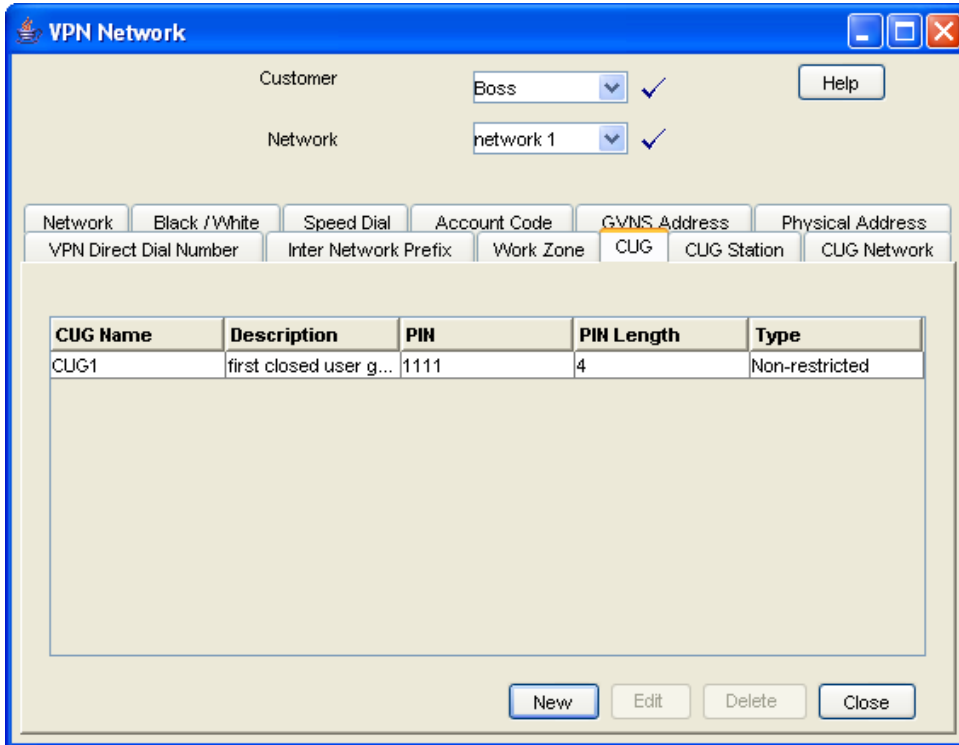 VPN Network
Customer Boss Help
Network network 1
Network Black / White Speed Dial Account Code GVNS Address Physical Address
VPN Direct Dial Number Inter Network Prefix Work Zone CUG CUG Station CUG Network
CUG Name Description PIN PIN Length Type
CUG1 first closed user g... 1111 4 Non-restricted
New Edit Delete Close